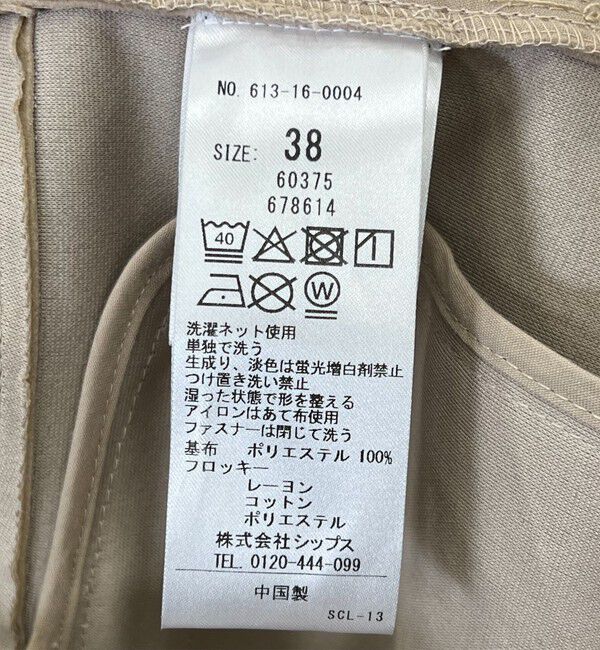 NO. 613-16-0004
SIZE: 38
60375
678614
40
W
洗濯ネット使用
単独で洗う
生成り、淡色は蛍光増白剤禁止
つけ置き洗い禁止
湿った状態で形を整える
アイロンはあて布使用
ファスナーは閉じて洗う
基布 ポリエステル 100%
フロッキー
レーヨン
コットン
ポリエステル
株式会社シップス
TEL. 0120-444-099
中国製
SCL-13